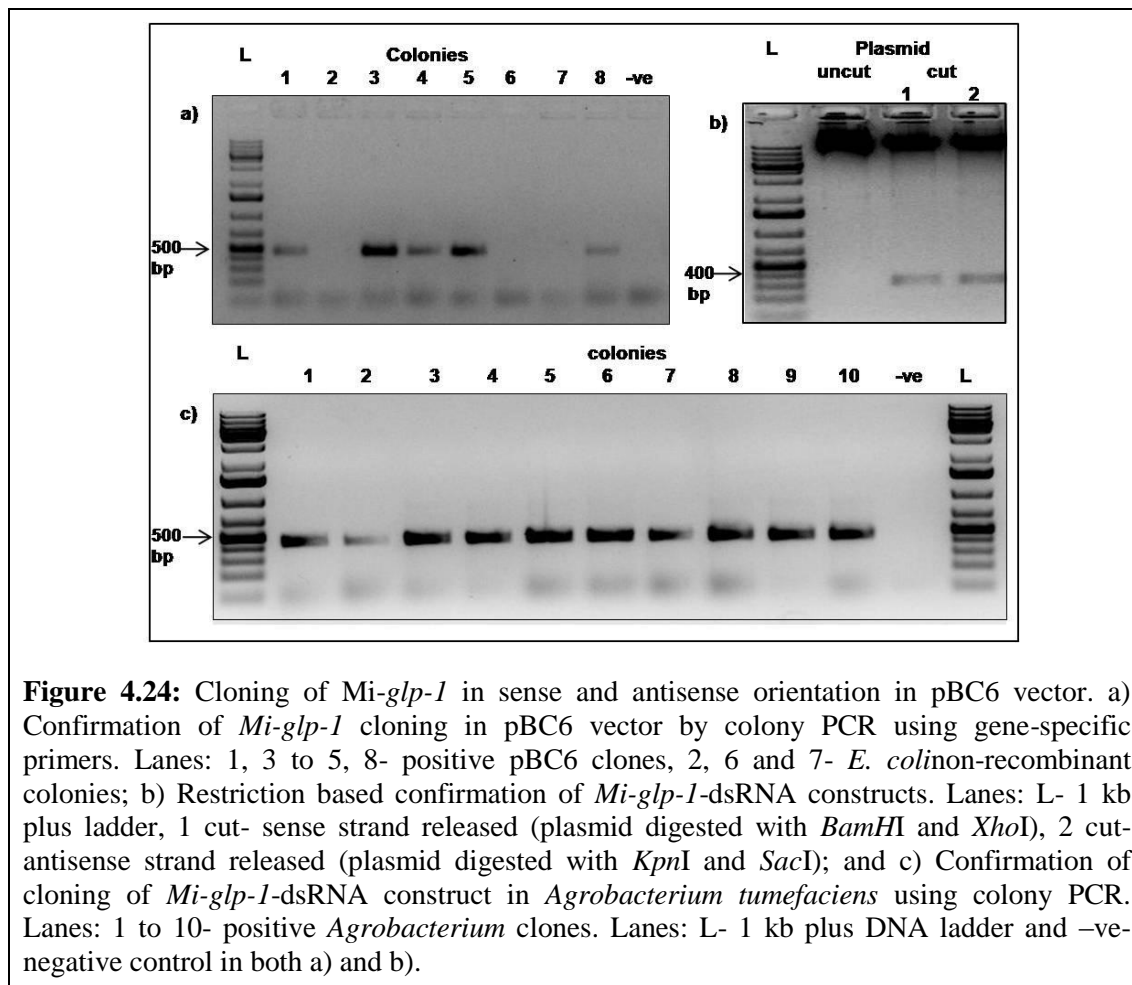 L Colonies
1 2 3 4 5 6 7 8 -ve
a)
500
bp
L Plasmid
uncut cut
1 2
b)
400
bp
L colonies
1 2 3 4 5 6 7 8 9 10 -ve L
c)
500
bp
Figure 4.24: Cloning of Mi-glp-1 in sense and antisense orientation in pBC6 vector. a)
Confirmation of Mi-glp-1 cloning in pBC6 vector by colony PCR using gene-specific
primers. Lanes: 1, 3 to 5, 8- positive pBC6 clones, 2, 6 and 7- E. colinon-recombinant
colonies; b) Restriction based confirmation of Mi-glp-1-dsRNA constructs. Lanes: L- 1 kb
plus ladder, 1 cut- sense strand released (plasmid digested with BamHI and XhoI), 2 cut-
antisense strand released (plasmid digested with KpnI and SacI); and c) Confirmation of
cloning of Mi-glp-1-dsRNA construct in Agrobacterium tumefaciens using colony PCR.
Lanes: 1 to 10- positive Agrobacterium clones. Lanes: L- 1 kb plus DNA ladder and –ve-
negative control in both a) and b).